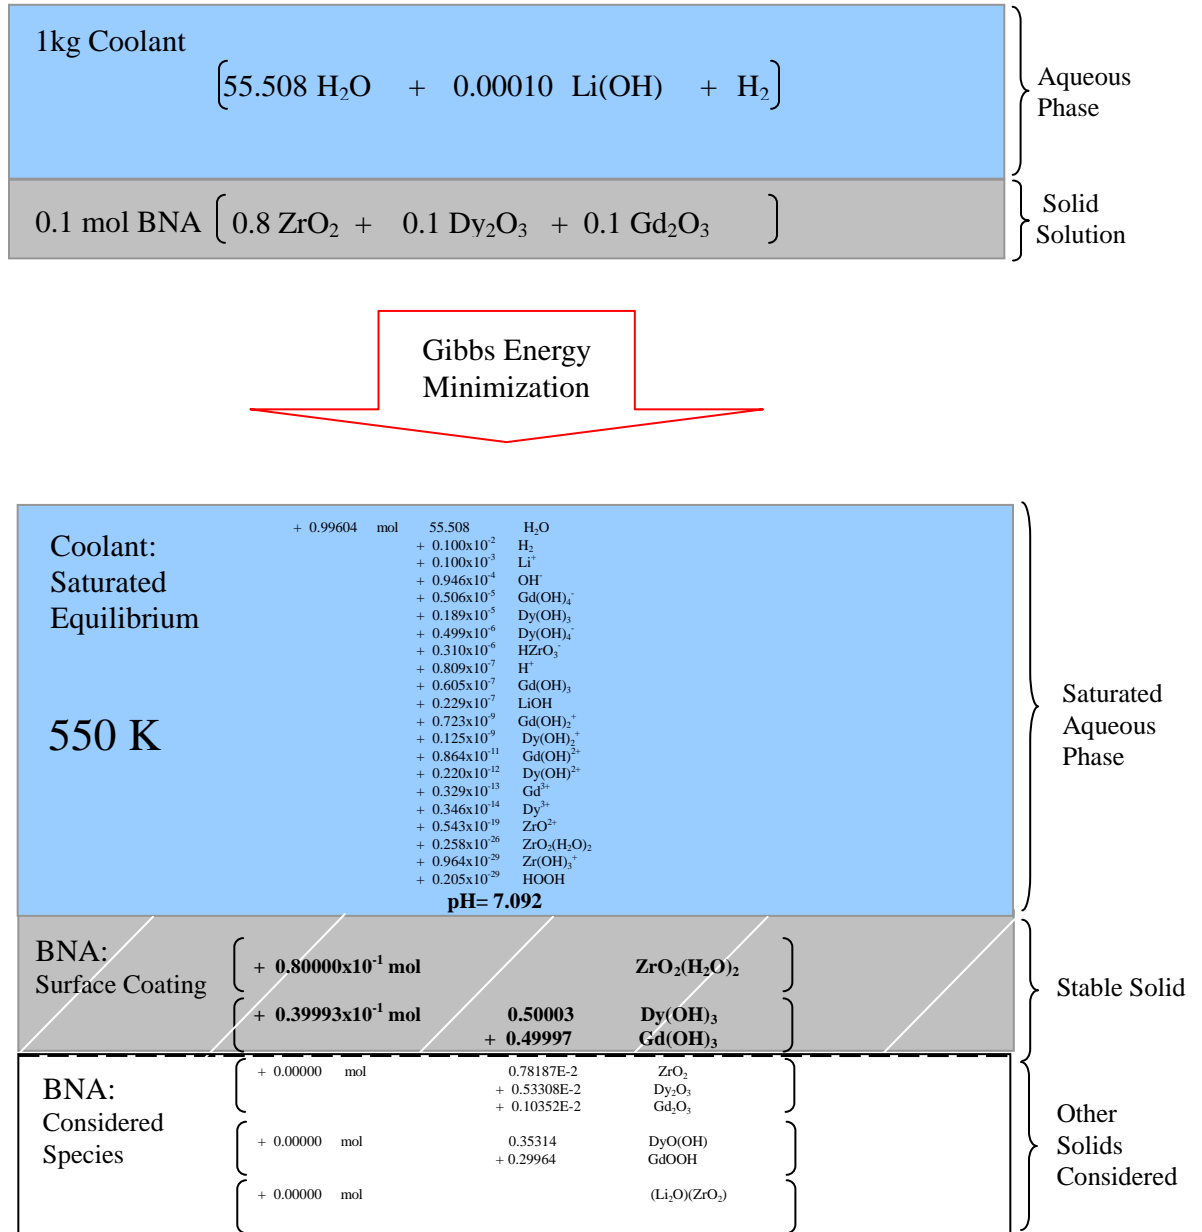 1kg Coolant
55.508 H₂O + 0.00010 Li(OH) + H₂
Aqueous
Phase
0.1 mol BNA 0.8 ZrO₂ + 0.1 Dy₂O₃ + 0.1 Gd₂O₃
Solid
Solution
Gibbs Energy
Minimization
Coolant:
Saturated
Equilibrium
550 K
+ 0.99604 mol 55.508 H₂O
+ 0.100x10⁻² H₂
+ 0.100x10⁻³ Li⁺
+ 0.946x10⁻⁴ OH⁻
+ 0.506x10⁻⁵ Gd(OH)₄⁻
+ 0.189x10⁻⁵ Dy(OH)₃
+ 0.499x10⁻⁶ Dy(OH)₄⁻
+ 0.310x10⁻⁶ HZrO₃⁻
+ 0.809x10⁻⁷ H⁺
+ 0.605x10⁻⁷ Gd(OH)₃
+ 0.229x10⁻⁷ LiOH
+ 0.723x10⁻⁹ Gd(OH)₂⁺
+ 0.125x10⁻⁹ Dy(OH)₂⁺
+ 0.864x10⁻¹¹ Gd(OH)²⁺
+ 0.220x10⁻¹² Dy(OH)²⁺
+ 0.329x10⁻¹³ Gd³⁺
+ 0.346x10⁻¹⁴ Dy³⁺
+ 0.543x10⁻¹⁹ ZrO²⁺
+ 0.258x10⁻²⁶ ZrO₂(H₂O)₂
+ 0.964x10⁻²⁹ Zr(OH)₃⁺
+ 0.205x10⁻²⁹ HOOH
pH= 7.092
Saturated
Aqueous
Phase
BNA:
Surface Coating
+ 0.80000x10⁻¹ mol ZrO₂(H₂O)₂
+ 0.39993x10⁻¹ mol 0.50003 Dy(OH)₃
+ 0.49997 Gd(OH)₃
Stable Solid
BNA:
Considered
Species
+ 0.00000 mol 0.78187E-2 ZrO₂
+ 0.53308E-2 Dy₂O₃
+ 0.10352E-2 Gd₂O₃
+ 0.00000 mol 0.35314 DyO(OH)
+ 0.29964 GdOOH
+ 0.00000 mol (Li₂O)(ZrO₂)
Other
Solids
Considered